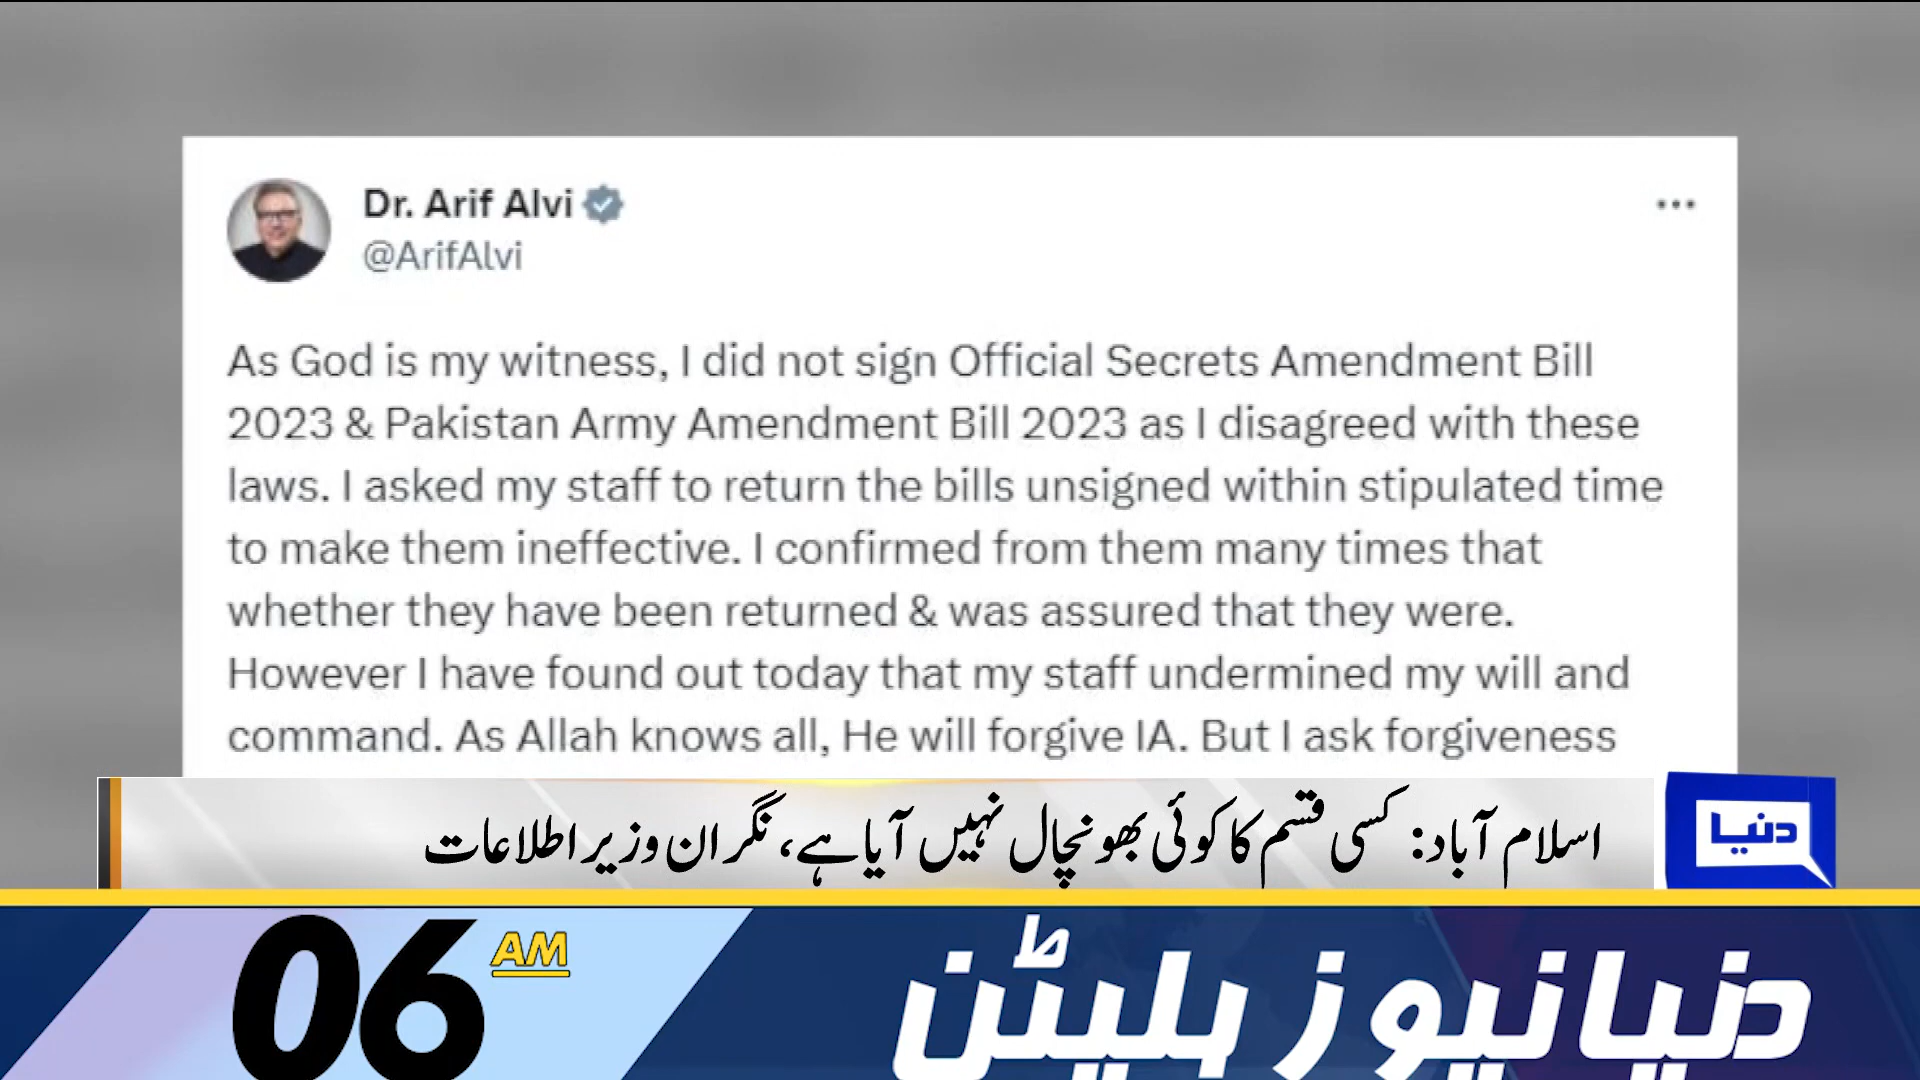 Dr. Arif Alvi
@ArifAlvi
As God is my witness, I did not sign Official Secrets Amendment Bill
2023 & Pakistan Army Amendment Bill 2023 as I disagreed with these
laws. I asked my staff to return the bills unsigned within stipulated time
to make them ineffective. I confirmed from them many times that
whether they have been returned & was assured that they were.
However I have found out today that my staff undermined my will and
command. As Allah knows all, He will forgive IA. But I ask forgiveness
اسلام آباد: کسی قسم کا کوئی بھونچال نہیں آیا ہے، نگران وزیر اطلاعات
دنیا
06 AM
دنیا نیوز بلیٹن